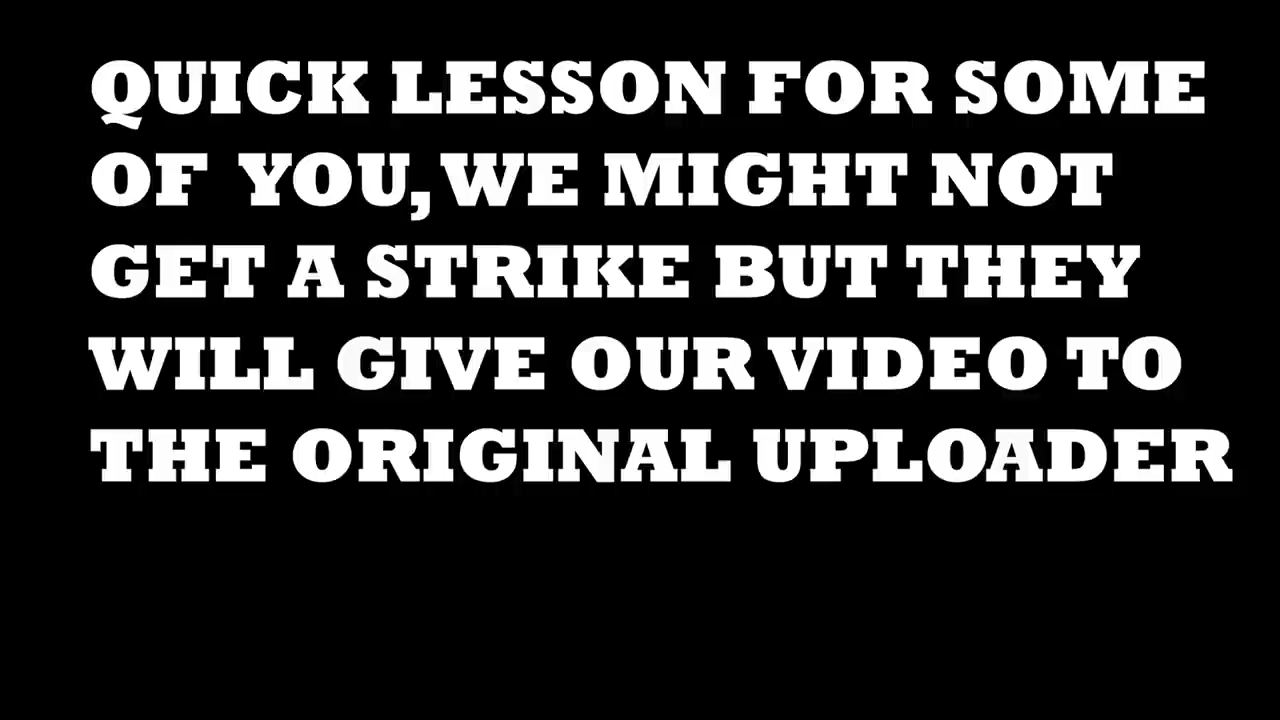 QUICK LESSON FOR SOME
OF YOU, WE MIGHT NOT
GET A STRIKE BUT THEY
WILL GIVE OUR VIDEO TO
THE ORIGINAL UPLOADER